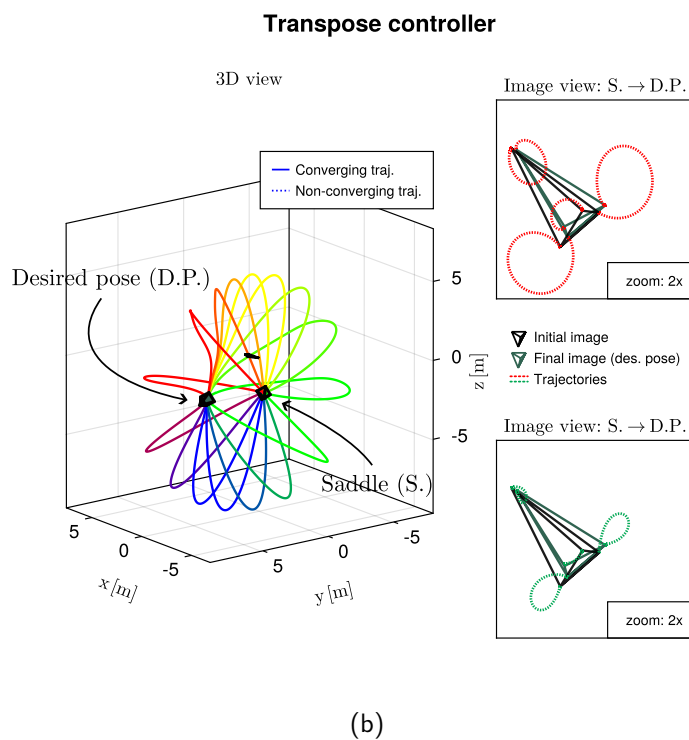 Transpose controller
3D view
Converging traj.
Non-converging traj.
Desired pose (D.P.)
Saddle (S.)
5
0
-5
z [m]
5
0
-5
x [m]
5
0
-5
y [m]
Image view: S. → D.P.
zoom: 2x
Initial image
Final image (des. pose)
Trajectories
Image view: S. → D.P.
zoom: 2x
(b)